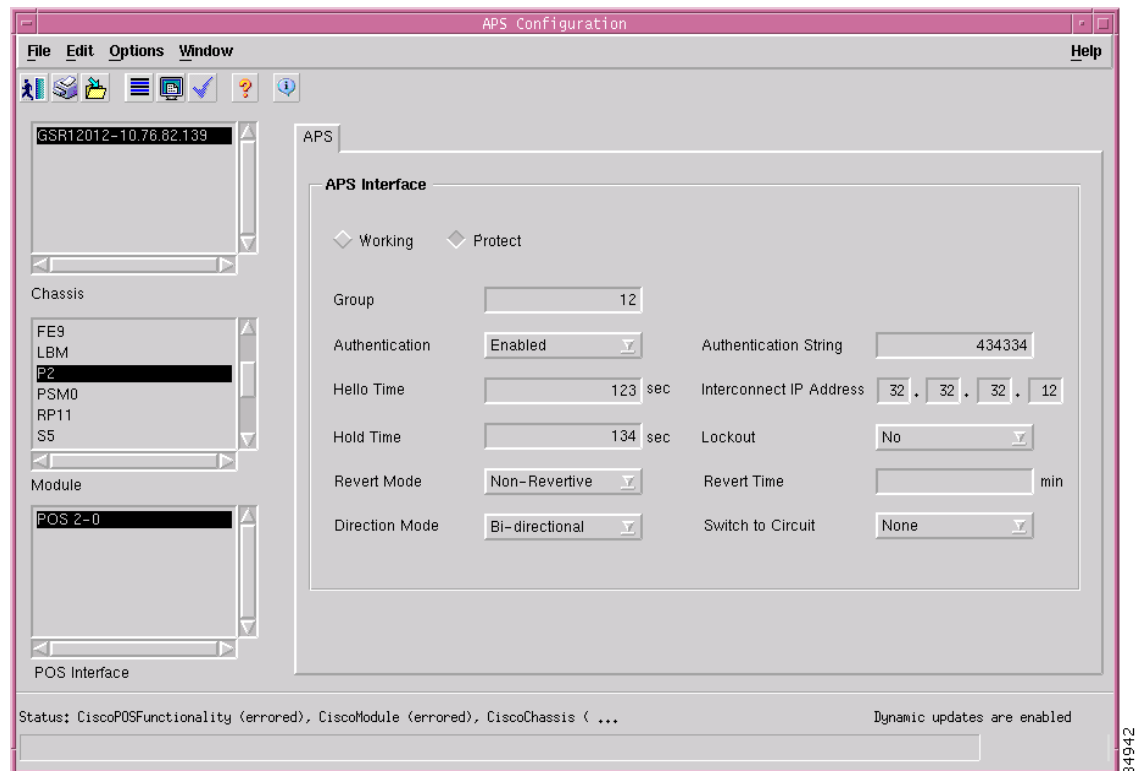 APS Configuration
File Edit Options Window Help
GSR12012-10.76.82.139
Chassis
FE9
LBM
P2
PSM0
RP11
S5
Module
POS 2-0
POS Interface
APS
APS Interface
Working Protect
Group 12
Authentication Enabled Authentication String 434334
Hello Time 123 sec Interconnect IP Address 32 . 32 . 32 . 12
Hold Time 134 sec Lockout No
Revert Mode Non-Revertive Revert Time min
Direction Mode Bi-directional Switch to Circuit None
Status: CiscoPOSFunctionality (errored), CiscoModule (errored), CiscoChassis ( ... Dynamic updates are enabled